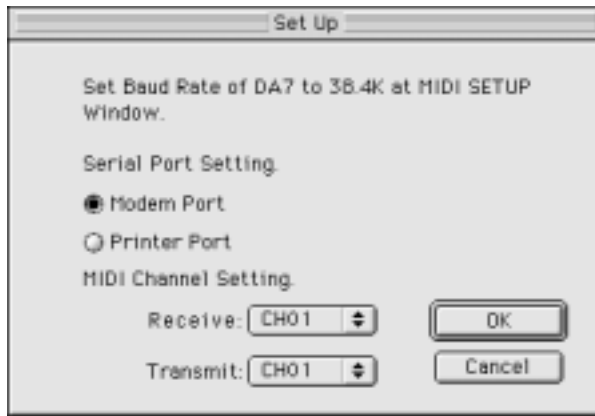 Set Up
Set Baud Rate of DA7 to 38.4K at MIDI SETUP
Window.
Serial Port Setting.
Modem Port
Printer Port
MIDI Channel Setting.
Receive: CH01
OK
Transmit: CH01
Cancel